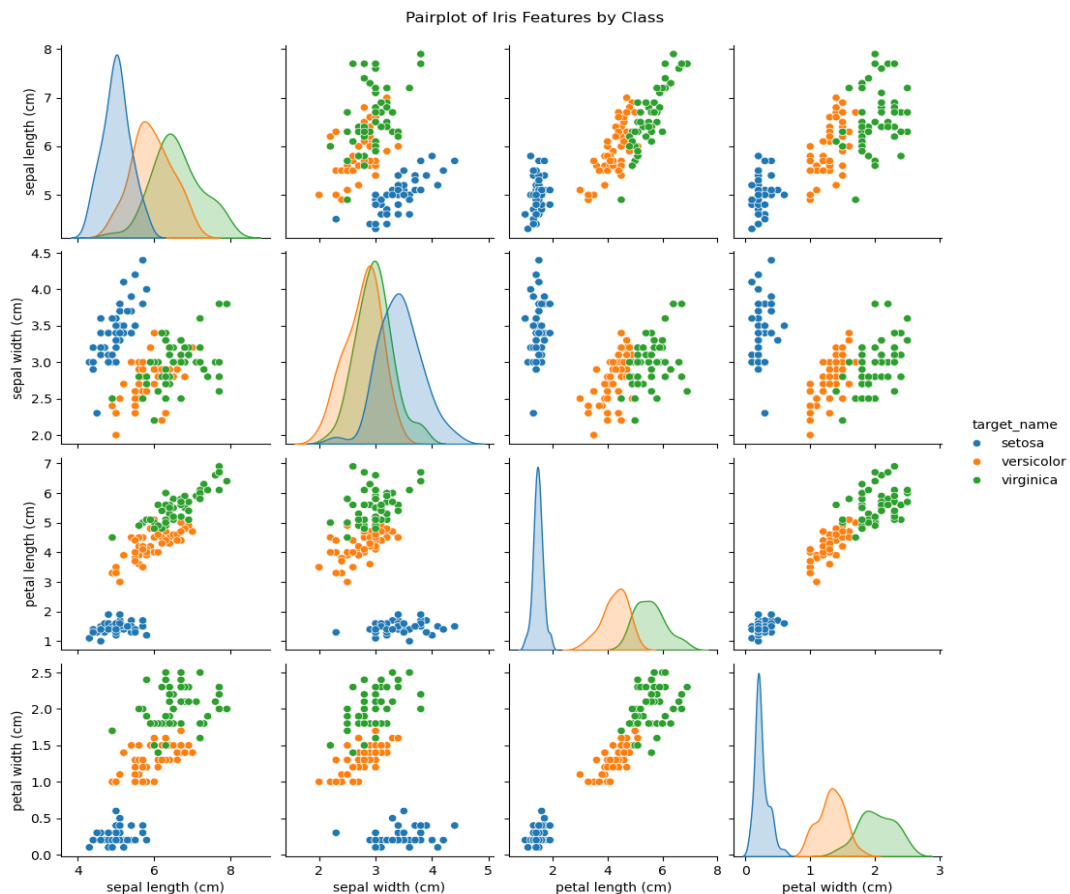 Pairplot of Iris Features by Class
sepal length (cm)
8
7
6
5
sepal width (cm)
4.5
4.0
3.5
3.0
2.5
2.0
petal length (cm)
7
6
5
4
3
2
1
petal width (cm)
2.5
2.0
1.5
1.0
0.5
0.0
4 6 8
sepal length (cm)
2 3 4 5
sepal width (cm)
2 4 6 8
petal length (cm)
0 1 2 3
petal width (cm)
target_name
setosa
versicolor
virginica